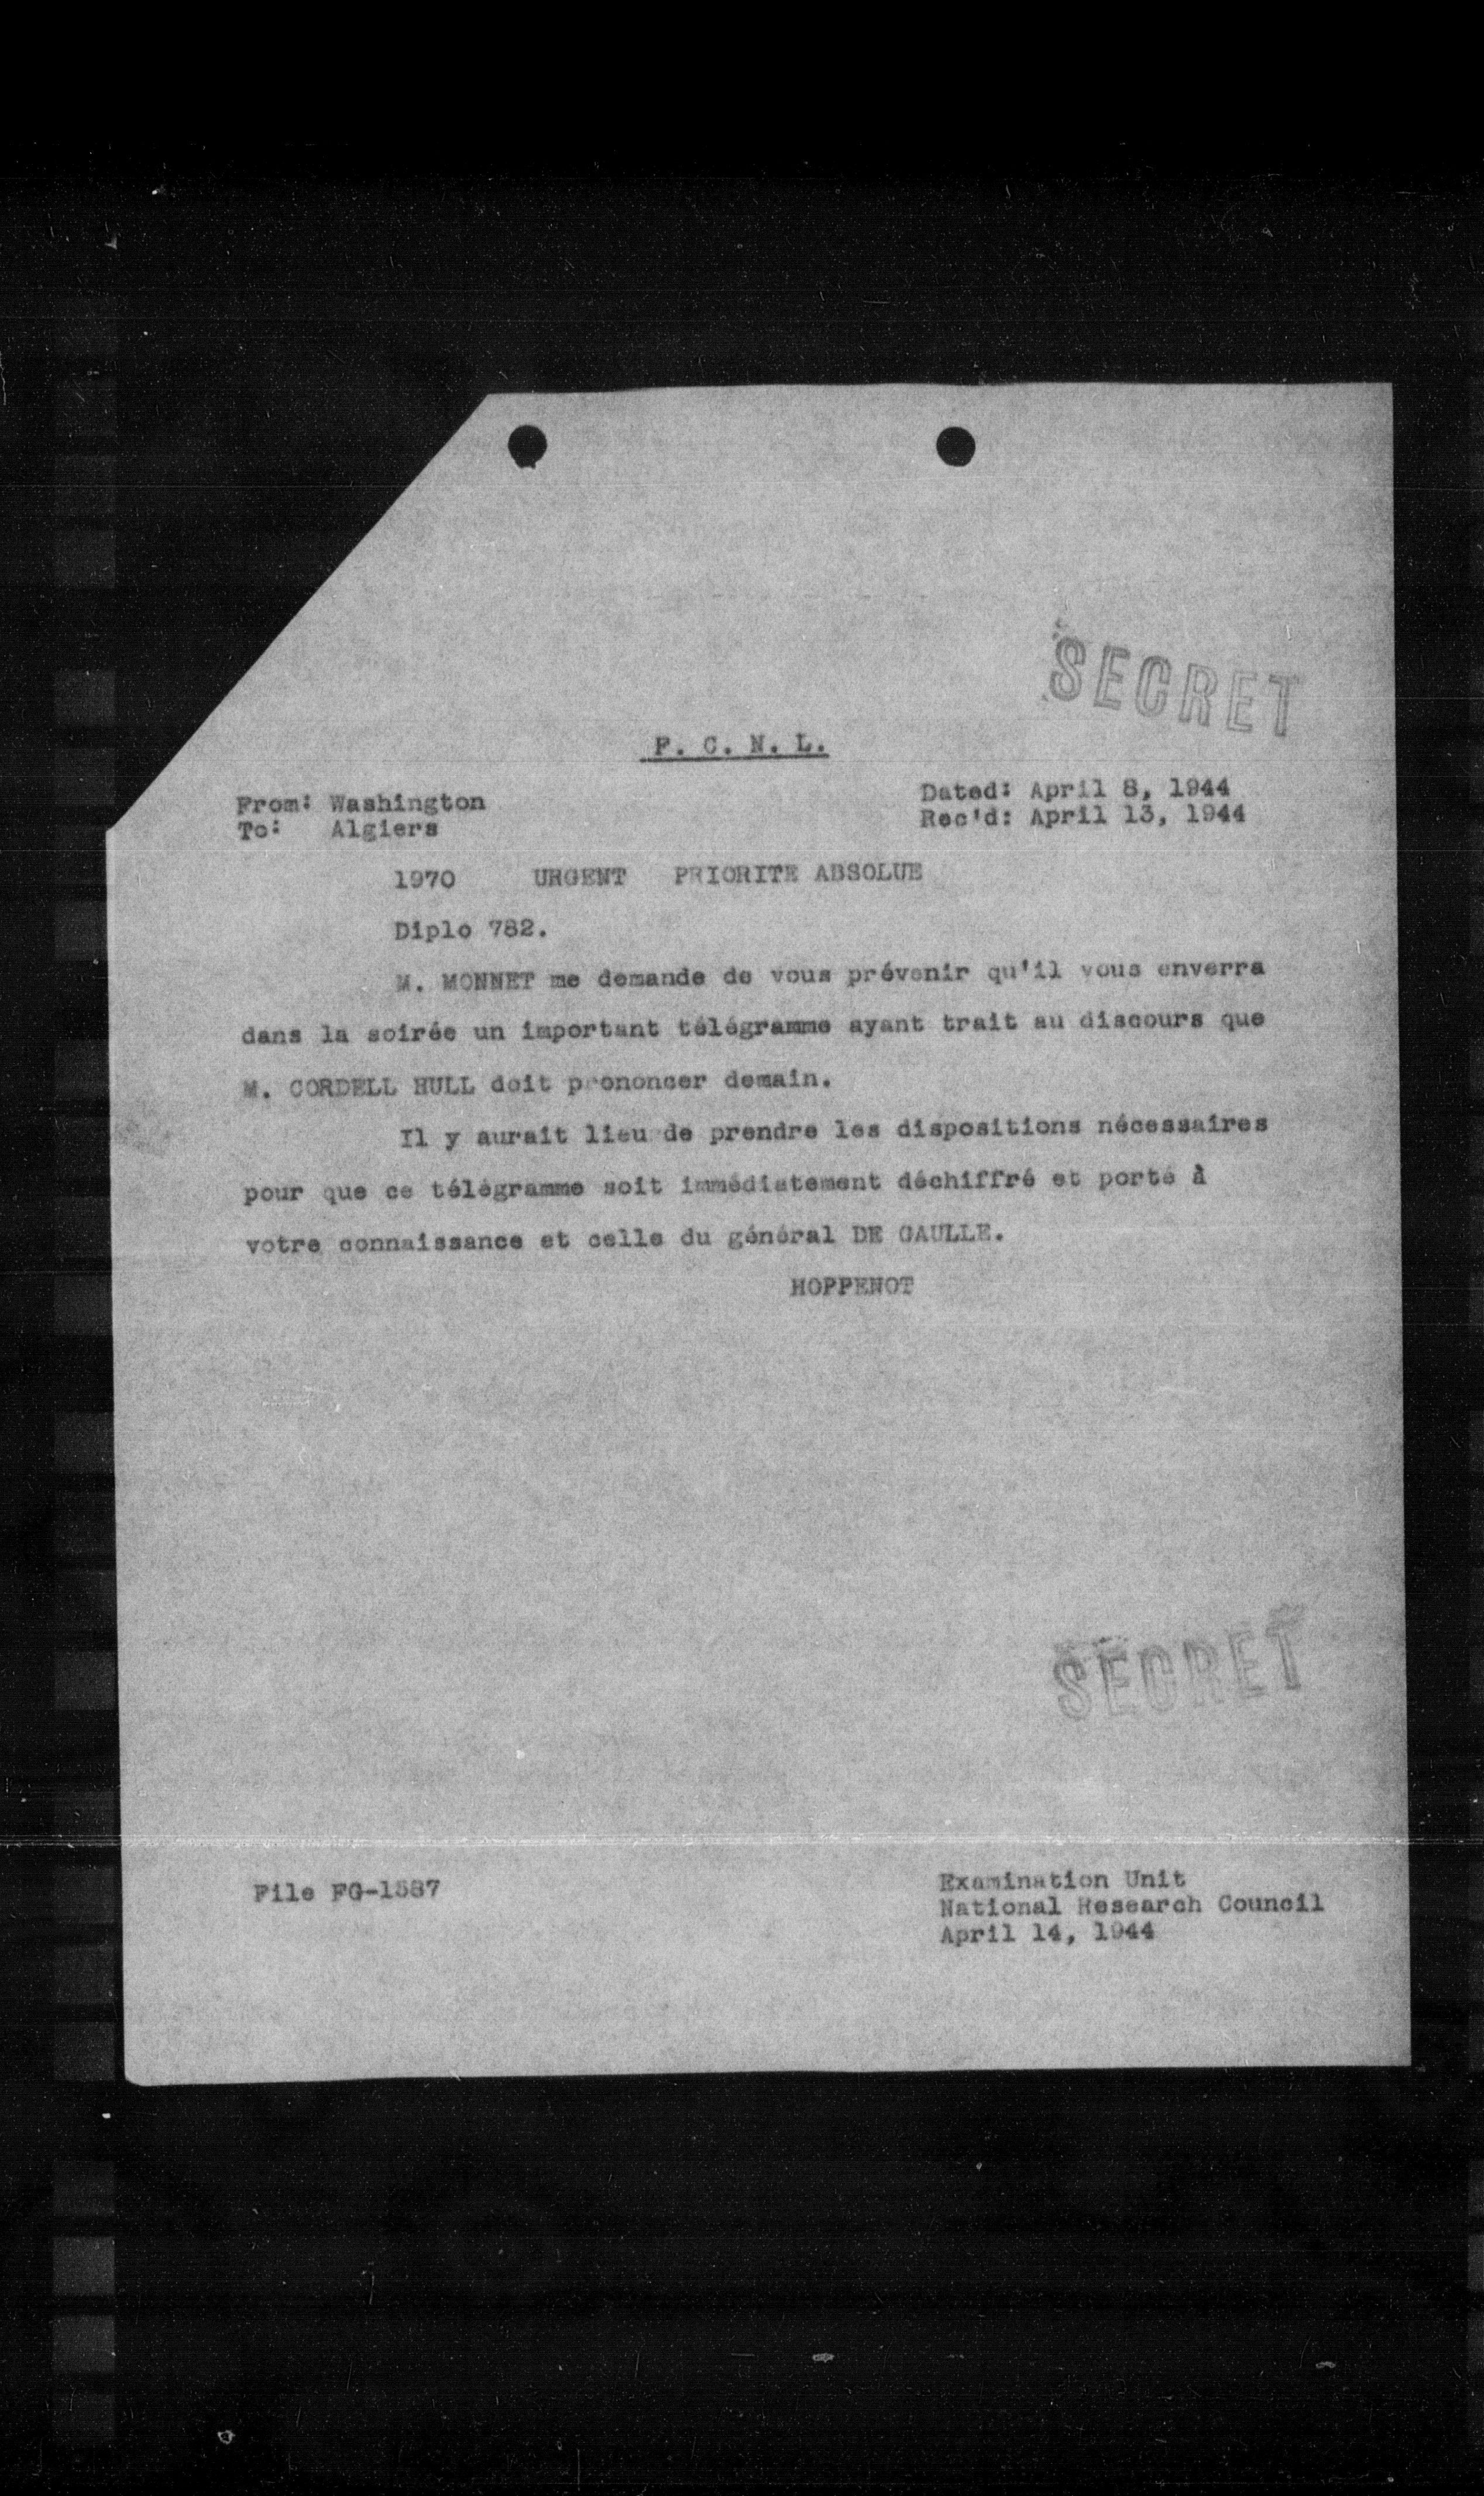 SECRET
F. C. N. L.
From: Washington
To: Algiers
Dated: April 8, 1944
Rec'd: April 13, 1944
1970 URGENT PRIORITE ABSOLUE
Diplo 782.
M. MONNET me demande de vous prévenir qu'il vous enverra
dans la soirée un important télégramme ayant trait au discours que
M. CORDELL HULL doit prononcer demain.
Il y aurait lieu de prendre les dispositions nécessaires
pour que ce télégramme soit immédiatement déchiffré et porté à
votre connaissance et celle du général DE GAULLE.
HOPPENOT
SECRET
File FG-1587
Examination Unit
National Research Council
April 14, 1944